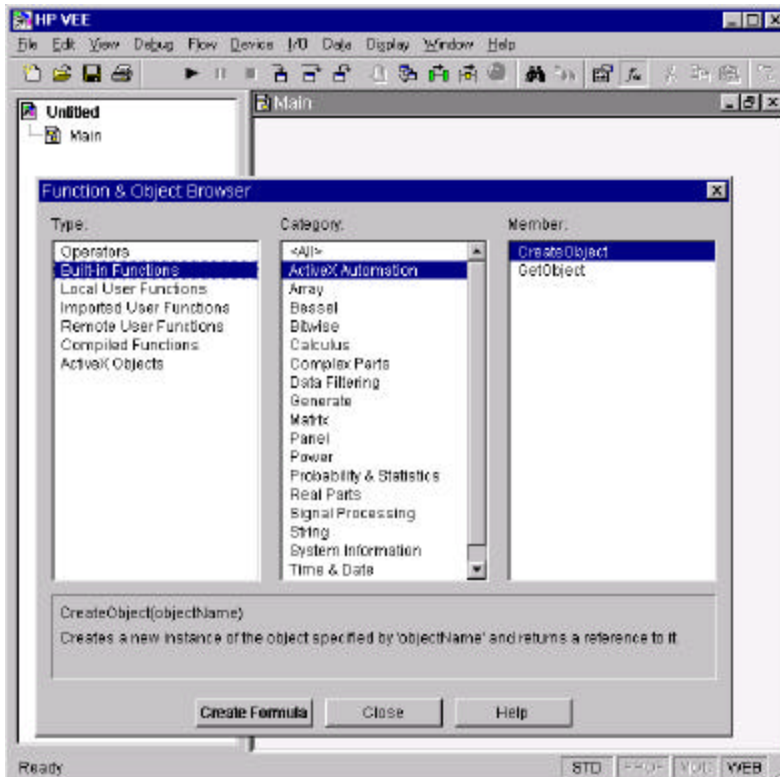 HP VEE
File Edit View Debug Flow Device I/O Data Display Window Help
Untitled
Main
Main
Function & Object Browser
Type:
Operators
Built-in Functions
Local User Functions
Imported User Functions
Remote User Functions
Compiled Functions
ActiveX Objects
Category:
<All>
ActiveX Automation
Array
Bessel
Bitwise
Calculus
Complex Parts
Data Filtering
Generate
Matrix
Panel
Power
Probability & Statistics
Real Parts
Signal Processing
String
System Information
Time & Date
Member:
CreateObject
GetObject
CreateObject(objectName)
Creates a new instance of the object specified by 'objectName' and returns a reference to it.
Create Formula Close Help
Ready STD PROF MOD WEB